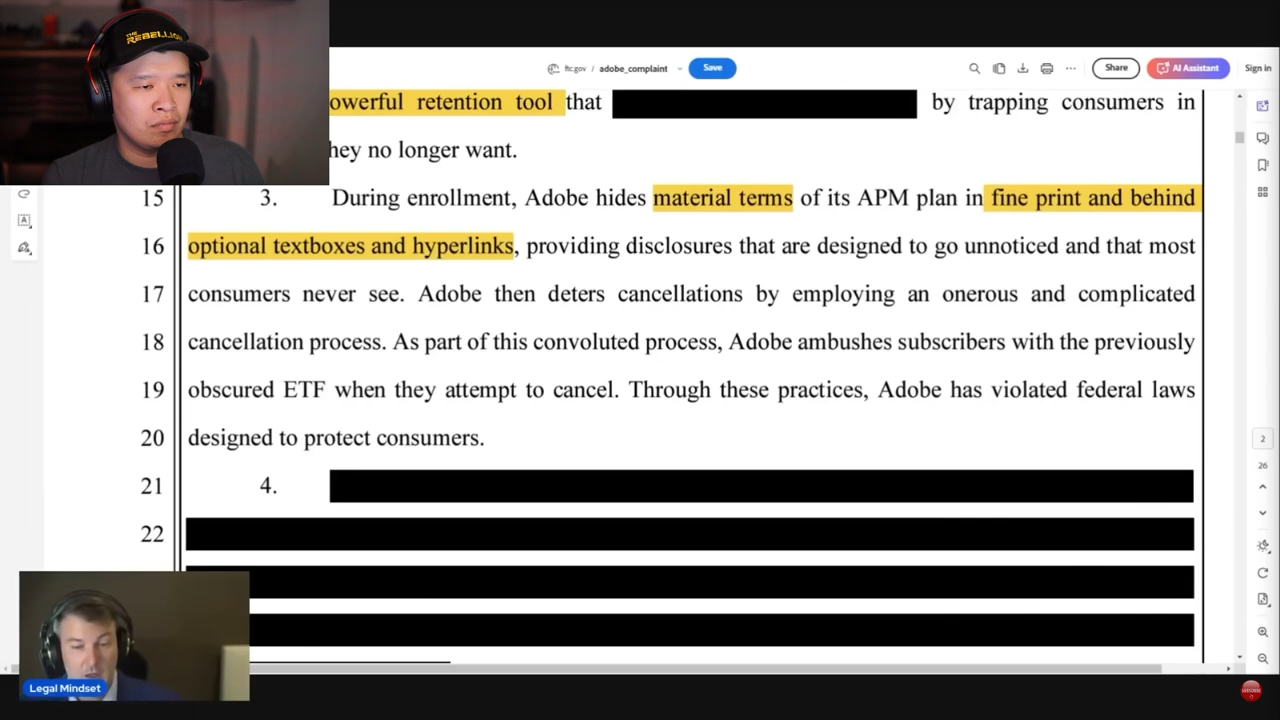 THE
REBELLION
ftc.gov / adobe_complaint
Save
Share
AI Assistant
Sign in
owerful retention tool that by trapping consumers in
hey no longer want.
15 3. During enrollment, Adobe hides material terms of its APM plan in fine print and behind
16 optional textboxes and hyperlinks, providing disclosures that are designed to go unnoticed and that most
17 consumers never see. Adobe then deters cancellations by employing an onerous and complicated
18 cancellation process. As part of this convoluted process, Adobe ambushes subscribers with the previously
19 obscured ETF when they attempt to cancel. Through these practices, Adobe has violated federal laws
20 designed to protect consumers.
21 4.
22
2
26
Legal Mindset
SUBSCRIBE